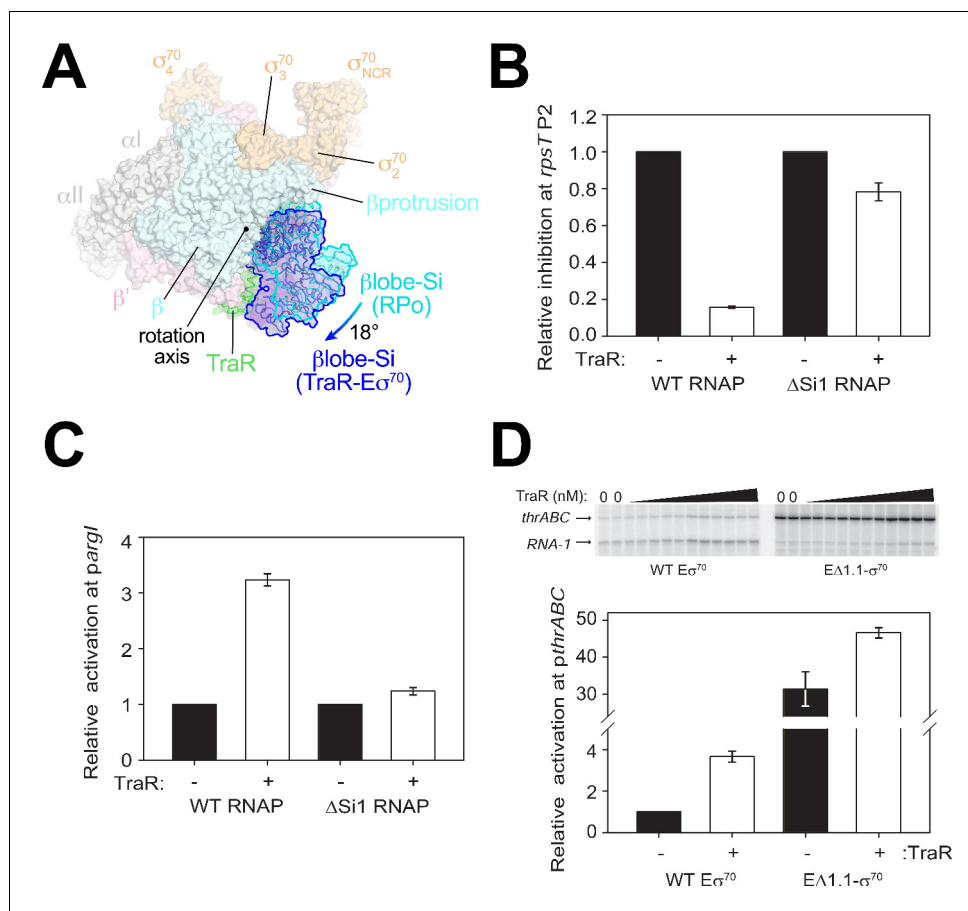 A
σ⁷⁰₄
σ⁷⁰₃
σ⁷⁰NCR
αI
αII
σ⁷⁰₂
βprotrusion
β'
β
rotation
axis
TraR
βlobe-Si
(RPo)
18°
βlobe-Si
(TraR-Eσ⁷⁰)
B
Relative inhibition at rpsT P2
1.2
1.0
0.8
0.6
0.4
0.2
0.0
TraR: - + - +
WT RNAP ΔSi1 RNAP
C
Relative activation at pargI
4
3
2
1
0
TraR: - + - +
WT RNAP ΔSi1 RNAP
D
TraR (nM): 0 0 0 0
thrABC
RNA-1
WT Eσ⁷⁰ EΔ1.1-σ⁷⁰
Relative activation at pthrABC
50
40
30
4
2
0
- + - + :TraR
WT Eσ⁷⁰ EΔ1.1-σ⁷⁰